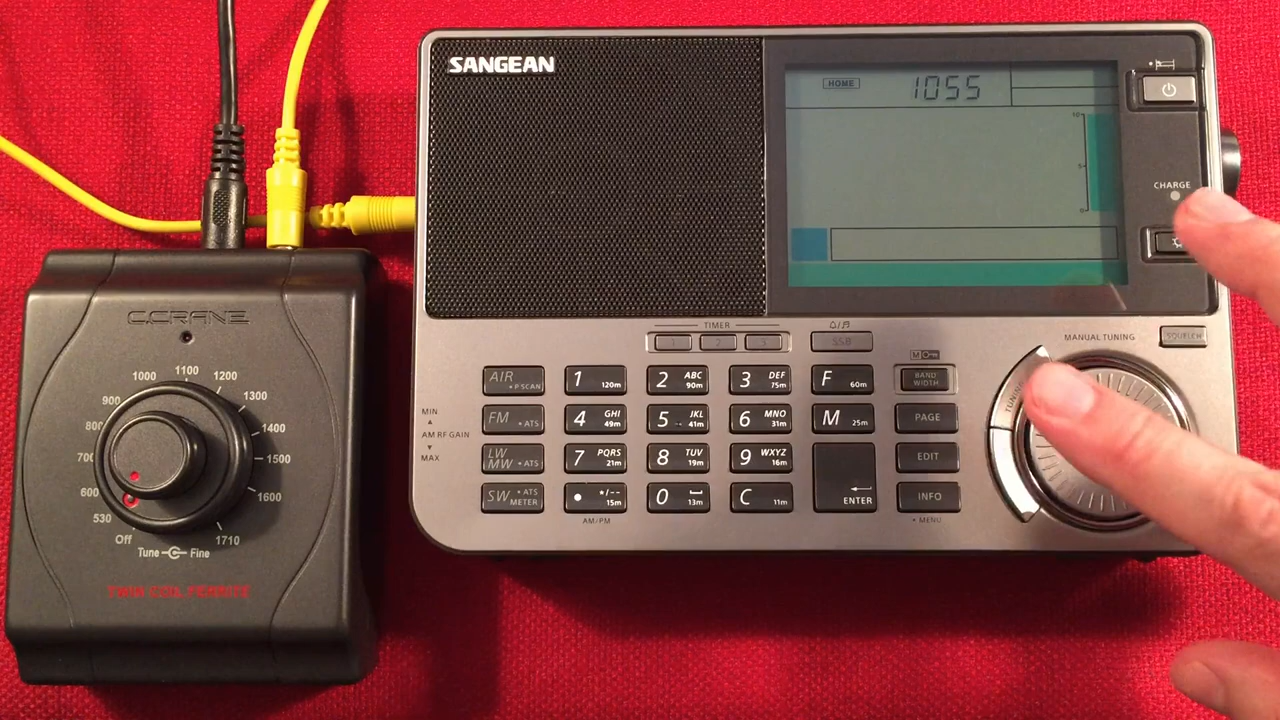 SANGEAN
HOME 1055
10
5
0
CHARGE
C.CRANE
1000 1100 1200
900 1300
800 1400
700 1500
600 1600
530
Off 1710
Tune Fine
TWIN COIL FERRITE
TIMER
1 2 3
SSB
MANUAL TUNING
TUNING
AIR • P SCAN
1 120m
2 ABC 90m
3 DEF 75m
F 60m
BAND WIDTH
MIN
AM RF GAIN
MAX
FM • ATS
4 GHI 49m
5 JKL 41m
6 MNO 31m
M 25m
PAGE
LW MW • ATS
7 PQRS 21m
8 TUV 19m
9 WXYZ 16m
ENTER
EDIT
SW • ATS METER
• */-- 15m
0 13m
C 11m
INFO
AM/PM
• MENU